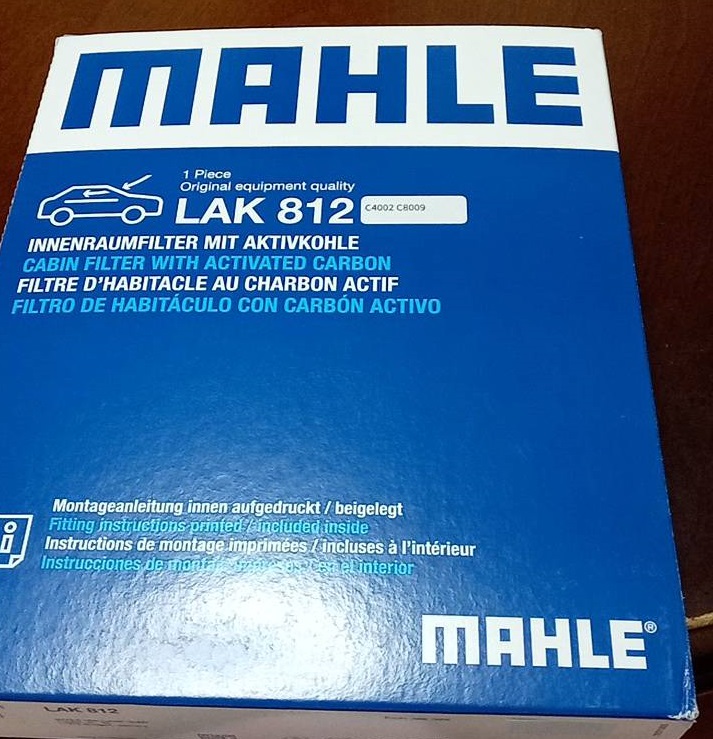 MAHLE
1 Piece
Original equipment quality
LAK 812
C4002 C8009
INNENRAUMFILTER MIT AKTIVKOHLE
CABIN FILTER WITH ACTIVATED CARBON
FILTRE D'HABITACLE AU CHARBON ACTIF
FILTRO DE HABITÁCULO CON CARBÓN ACTIVO
i
Montageanleitung innen aufgedruckt / beigelegt
Fitting instructions printed / included inside
Instructions de montage imprimées / incluses à l'intérieur
Instrucciones de en el interior
MAHLE®
LAK 812